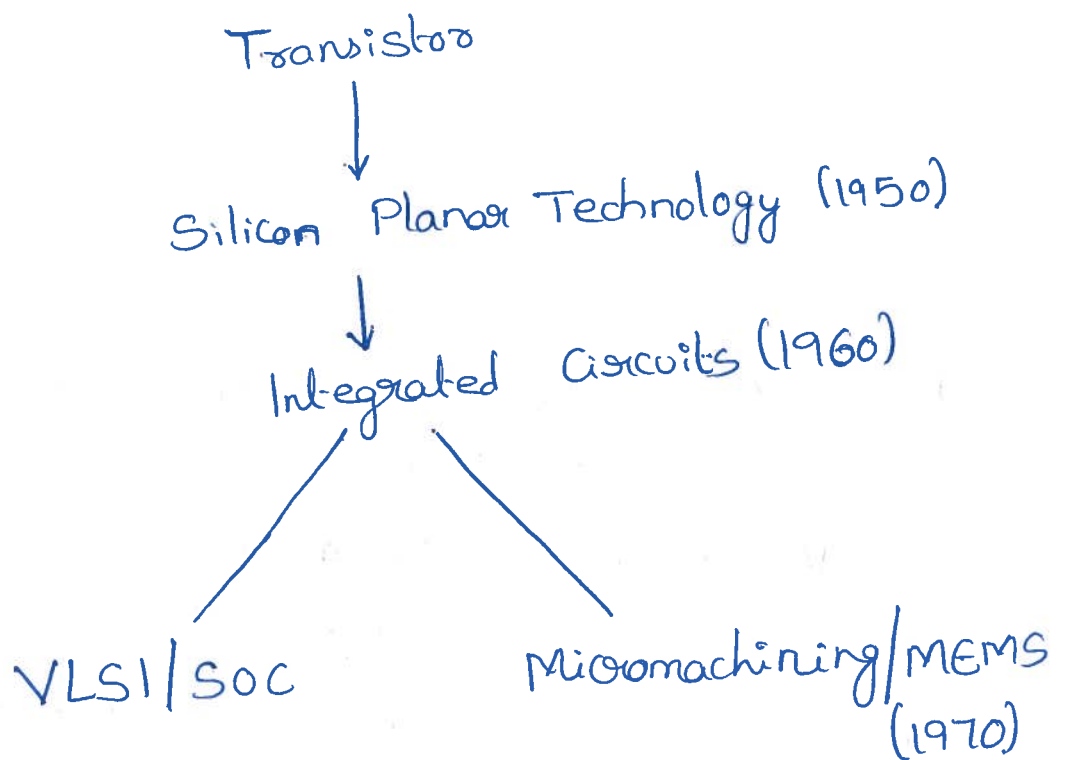 Transistor
Silicon Planar Technology (1950)
Integrated Circuits (1960)
VLSI/SOC Micromachining/MEMS
(1970)